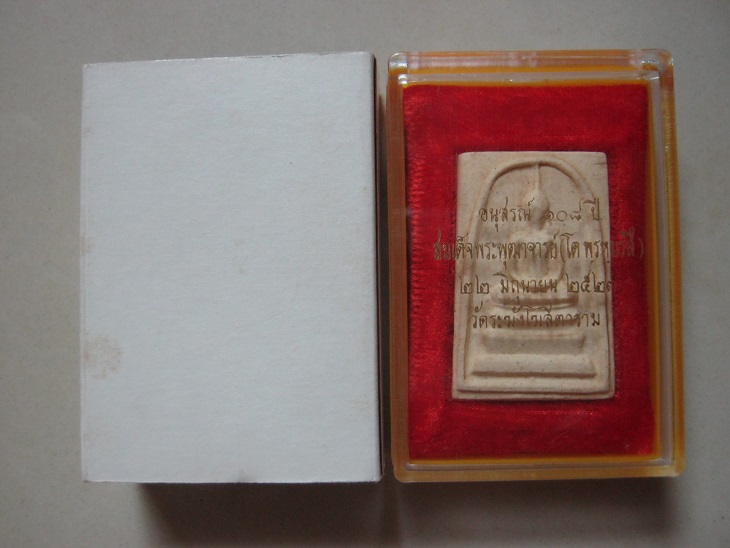 อนุสรณ์ ๑๐๘ ปี
สมเด็จพระพุฒาจารย์ (โต พรหมรังสี)
๒๒ มิถุนายน ๒๕๒๓
วัดระฆังโฆสิตาราม